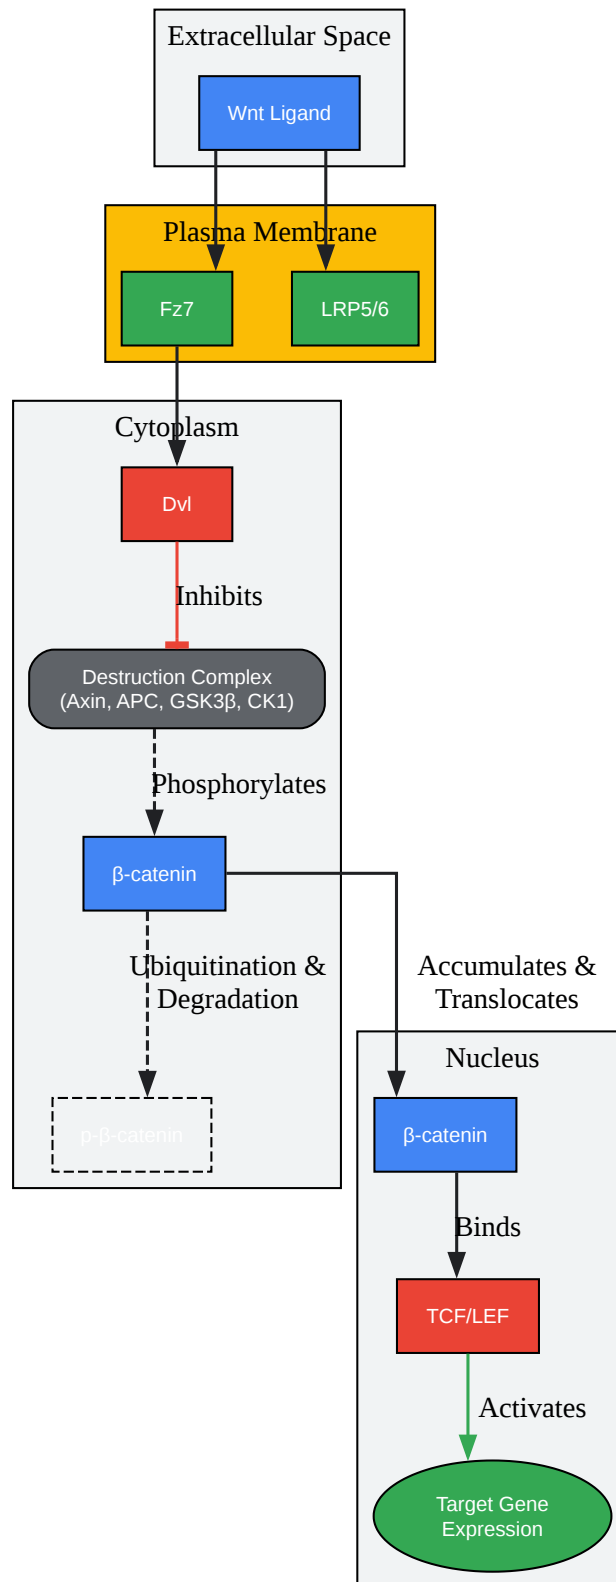 Extracellular Space
Wnt Ligand
Plasma Membrane
Fz7
LRP5/6
Cytoplasm
Dvl
Inhibits
Destruction Complex
(Axin, APC, GSK3β, CK1)
Phosphorylates
β-catenin
Ubiquitination &
Degradation
Accumulates &
Translocates
Nucleus
p-β-catenin
β-catenin
Binds
TCF/LEF
Activates
Target Gene
Expression